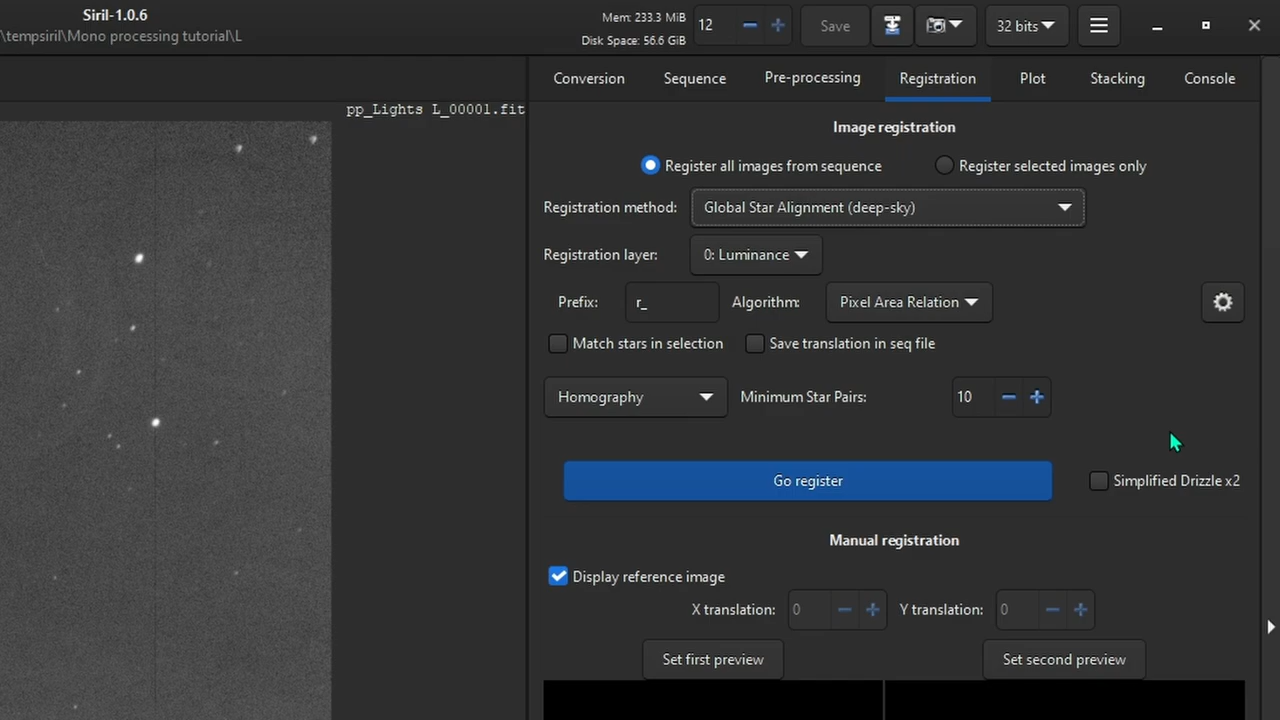 Siril-1.0.6
\tempsiril\Mono processing tutorial\L
Mem: 233.3 MiB
Disk Space: 56.6 GiB
12
Save
32 bits
Conversion
Sequence
Pre-processing
Registration
Plot
Stacking
Console
pp_Lights L_00001.fit
Image registration
Register all images from sequence
Register selected images only
Registration method:
Global Star Alignment (deep-sky)
Registration layer:
0: Luminance
Prefix:
r_
Algorithm:
Pixel Area Relation
Match stars in selection
Save translation in seq file
Homography
Minimum Star Pairs:
10
Go register
Simplified Drizzle x2
Manual registration
Display reference image
X translation:
0
Y translation:
0
Set first preview
Set second preview